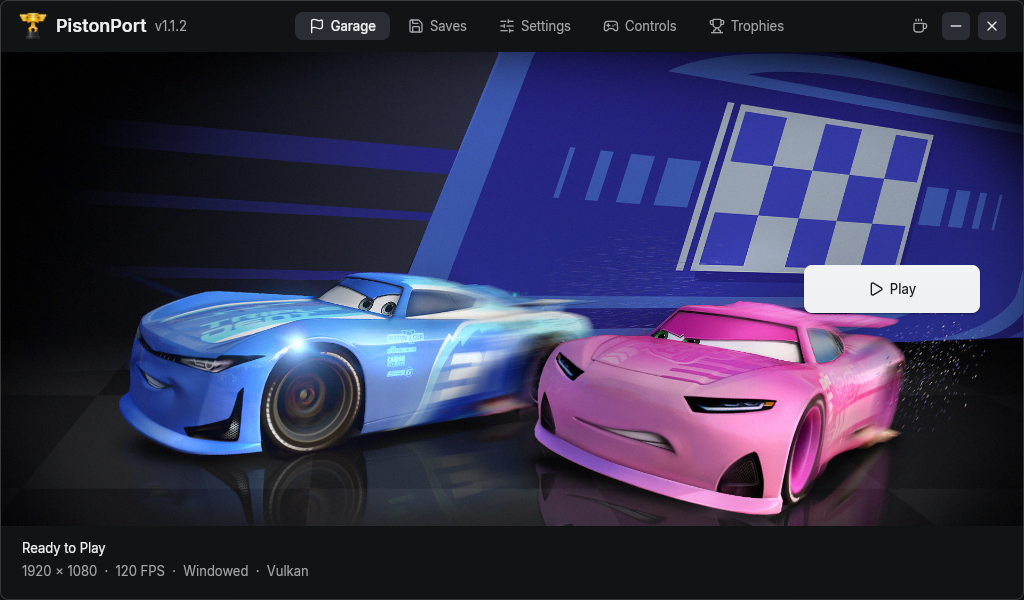 PistonPort v1.1.2 Garage Saves Settings Controls Trophies
Play
Ready to Play
1920 × 1080 · 120 FPS · Windowed · Vulkan